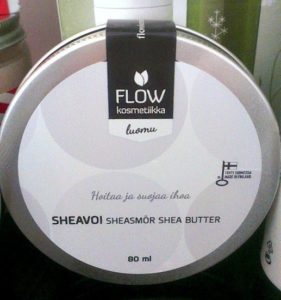 FLOW
kosmetiikka
luomu
Hoitaa ja suojaa ihoa
SHEAVOI SHEASMÖR SHEA BUTTER
80 ml